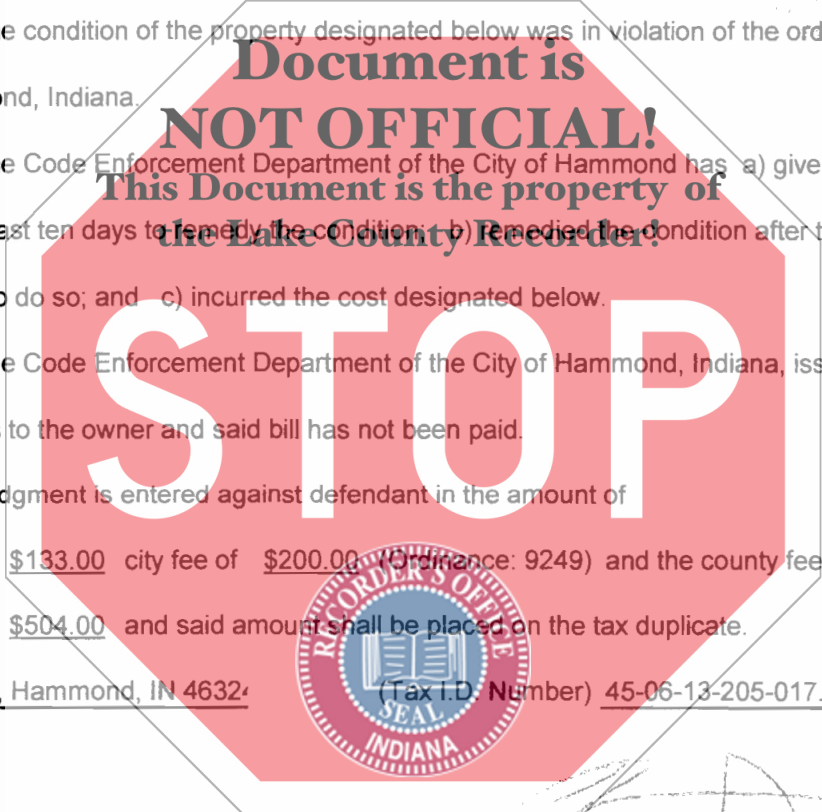 e condition of the property designated below was in violation of the ord
Document is
nd, Indiana.
NOT OFFICIAL!
e Code Enforcement Department of the City of Hammond has a) give
This Document is the property of
ast ten days to remedy the condition; b) remedied the condition after t
the Lake County Recorder!
do so; and c) incurred the cost designated below.
STOP
e Code Enforcement Department of the City of Hammond, Indiana, iss
to the owner and said bill has not been paid.
dgment is entered against defendant in the amount of
$133.00 city fee of $200.00 (Ordinance: 9249) and the county fee
$504.00 and said amount shall be placed on the tax duplicate.
Hammond, IN 4632 (Tax I.D. Number) 45-06-13-205-017.
RECORDER'S OFFICE
SEAL
INDIANA